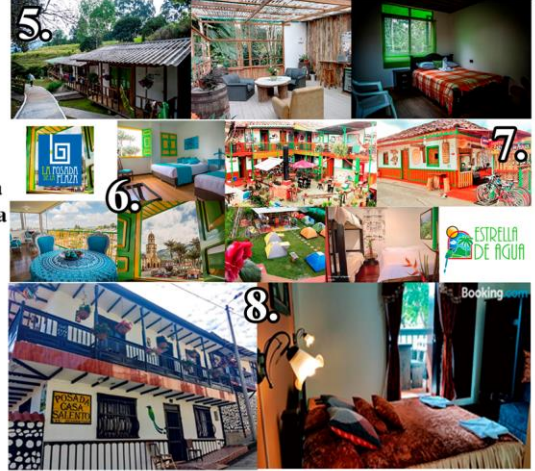 5.
LA POSADA
DE LA
PLAZA
6.
7.
a
a
ESTRELLA
DE AGUA
8.
Booking.com
POSADA
CASA
SALENTO